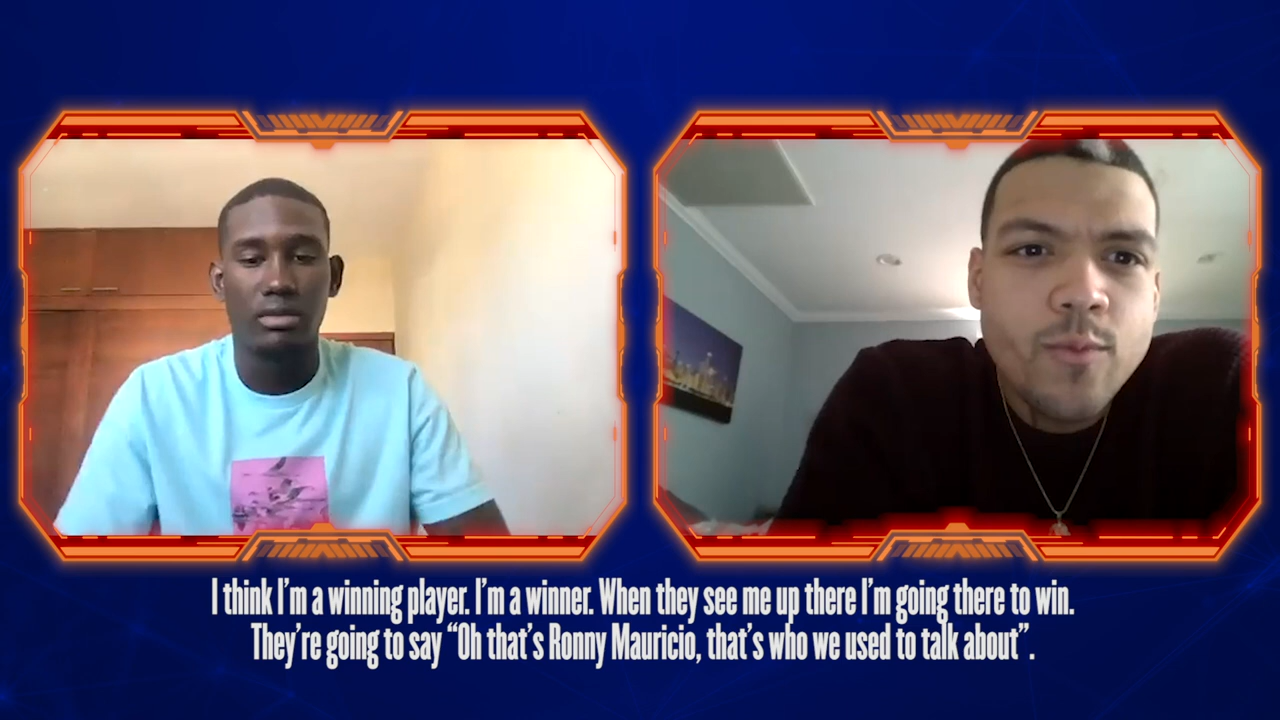 I think I'm a winning player. I'm a winner. When they see me up there I'm going there to win.
They're going to say “Oh that's Ronny Mauricio, that's who we used to talk about”.